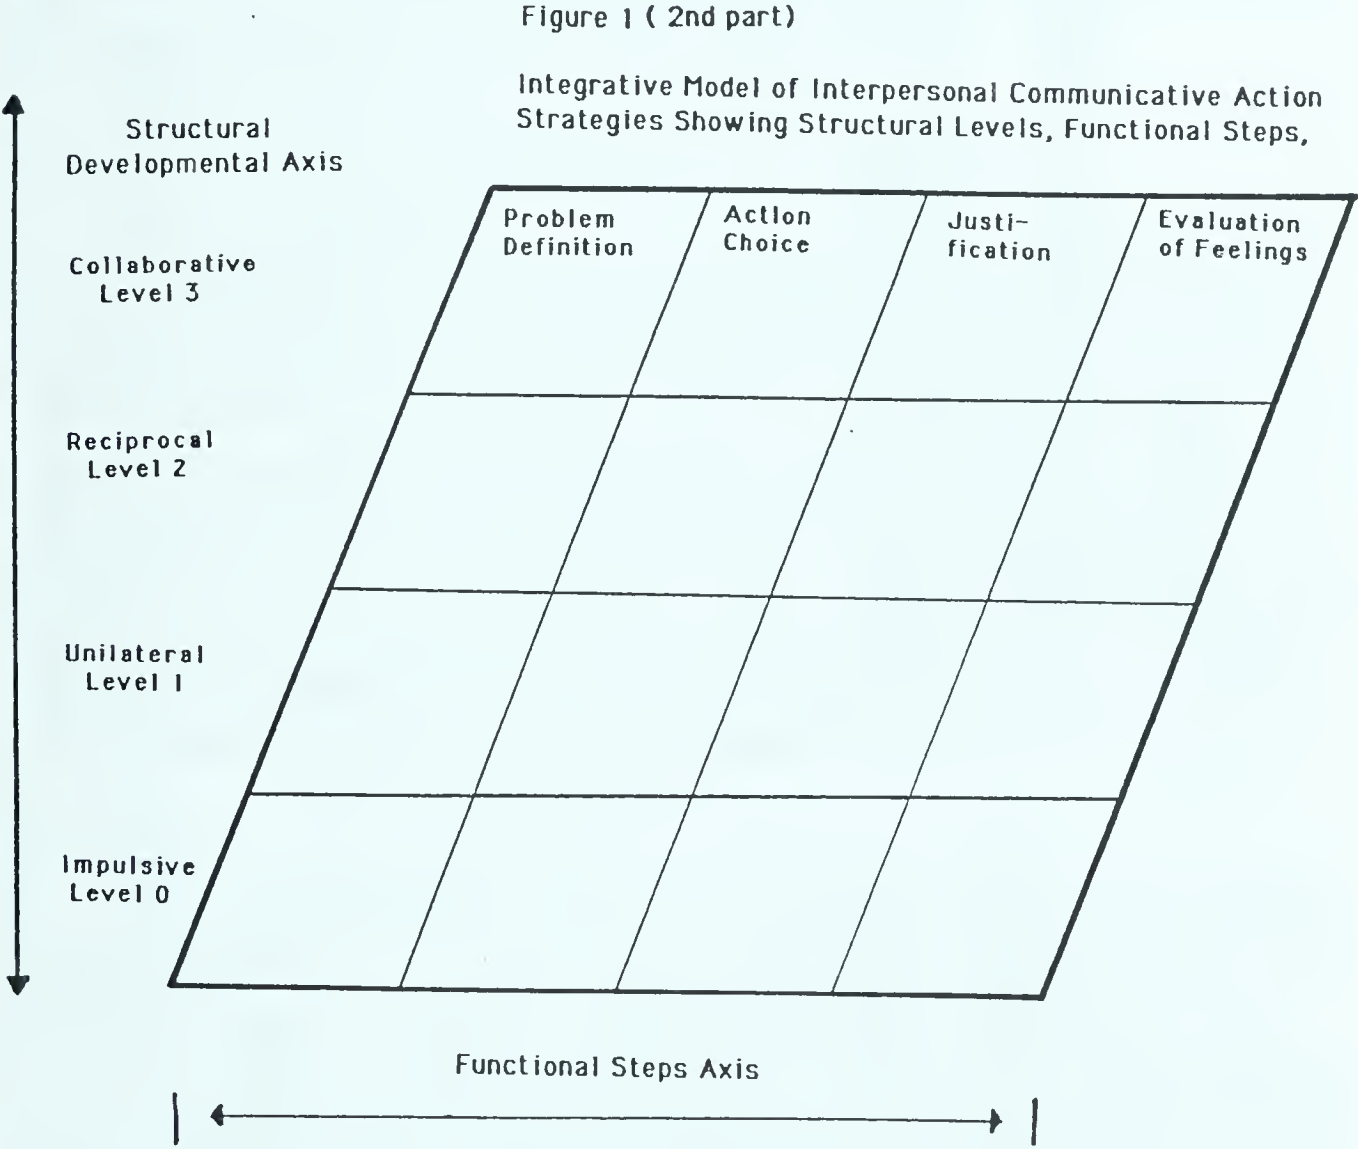 Figure 1 ( 2nd part)
Integrative Model of Interpersonal Communicative Action
Strategies Showing Structural Levels, Functional Steps,
Structural
Developmental Axis
Problem
Definition
Action
Choice
Justi-
fication
Evaluation
of Feelings
Collaborative
Level 3
Reciprocal
Level 2
Unilateral
Level 1
Impulsive
Level 0
Functional Steps Axis